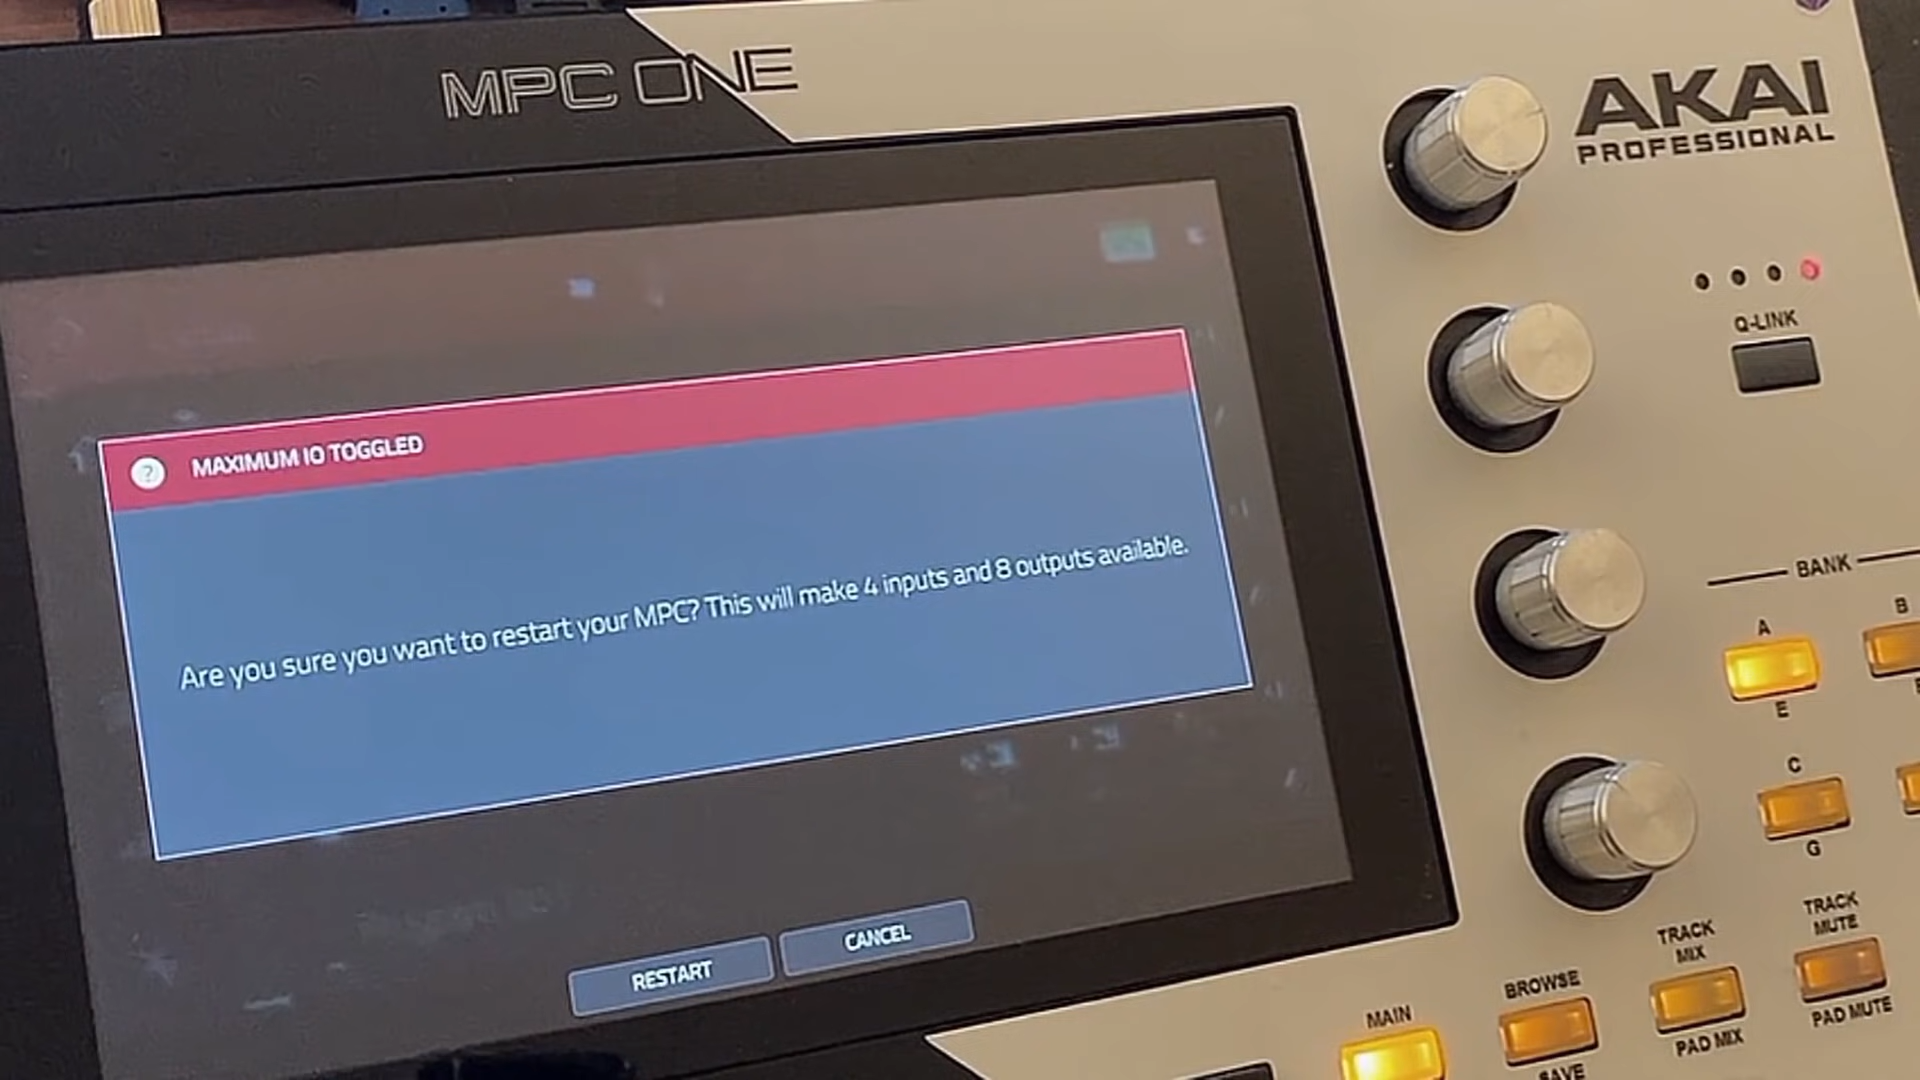 MPC ONE
AKAI
PROFESSIONAL
Q-LINK
MAXIMUM IO TOGGLED
Are you sure you want to restart your MPC? This will make 4 inputs and 8 outputs available.
RESTART
CANCEL
BANK
A
B
E
C
G
TRACK
MIX
TRACK
MUTE
MAIN
BROWSE
PAD MIX
PAD MUTE
SAVE